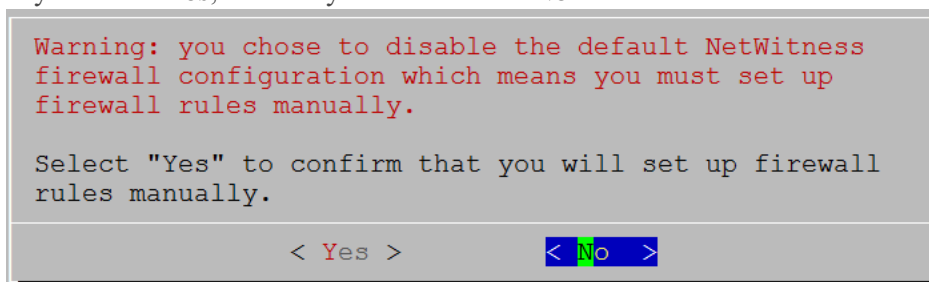 Warning: you chose to disable the default NetWitness
firewall configuration which means you must set up
firewall rules manually.
Select "Yes" to confirm that you will set up firewall
rules manually.
< Yes > < No >